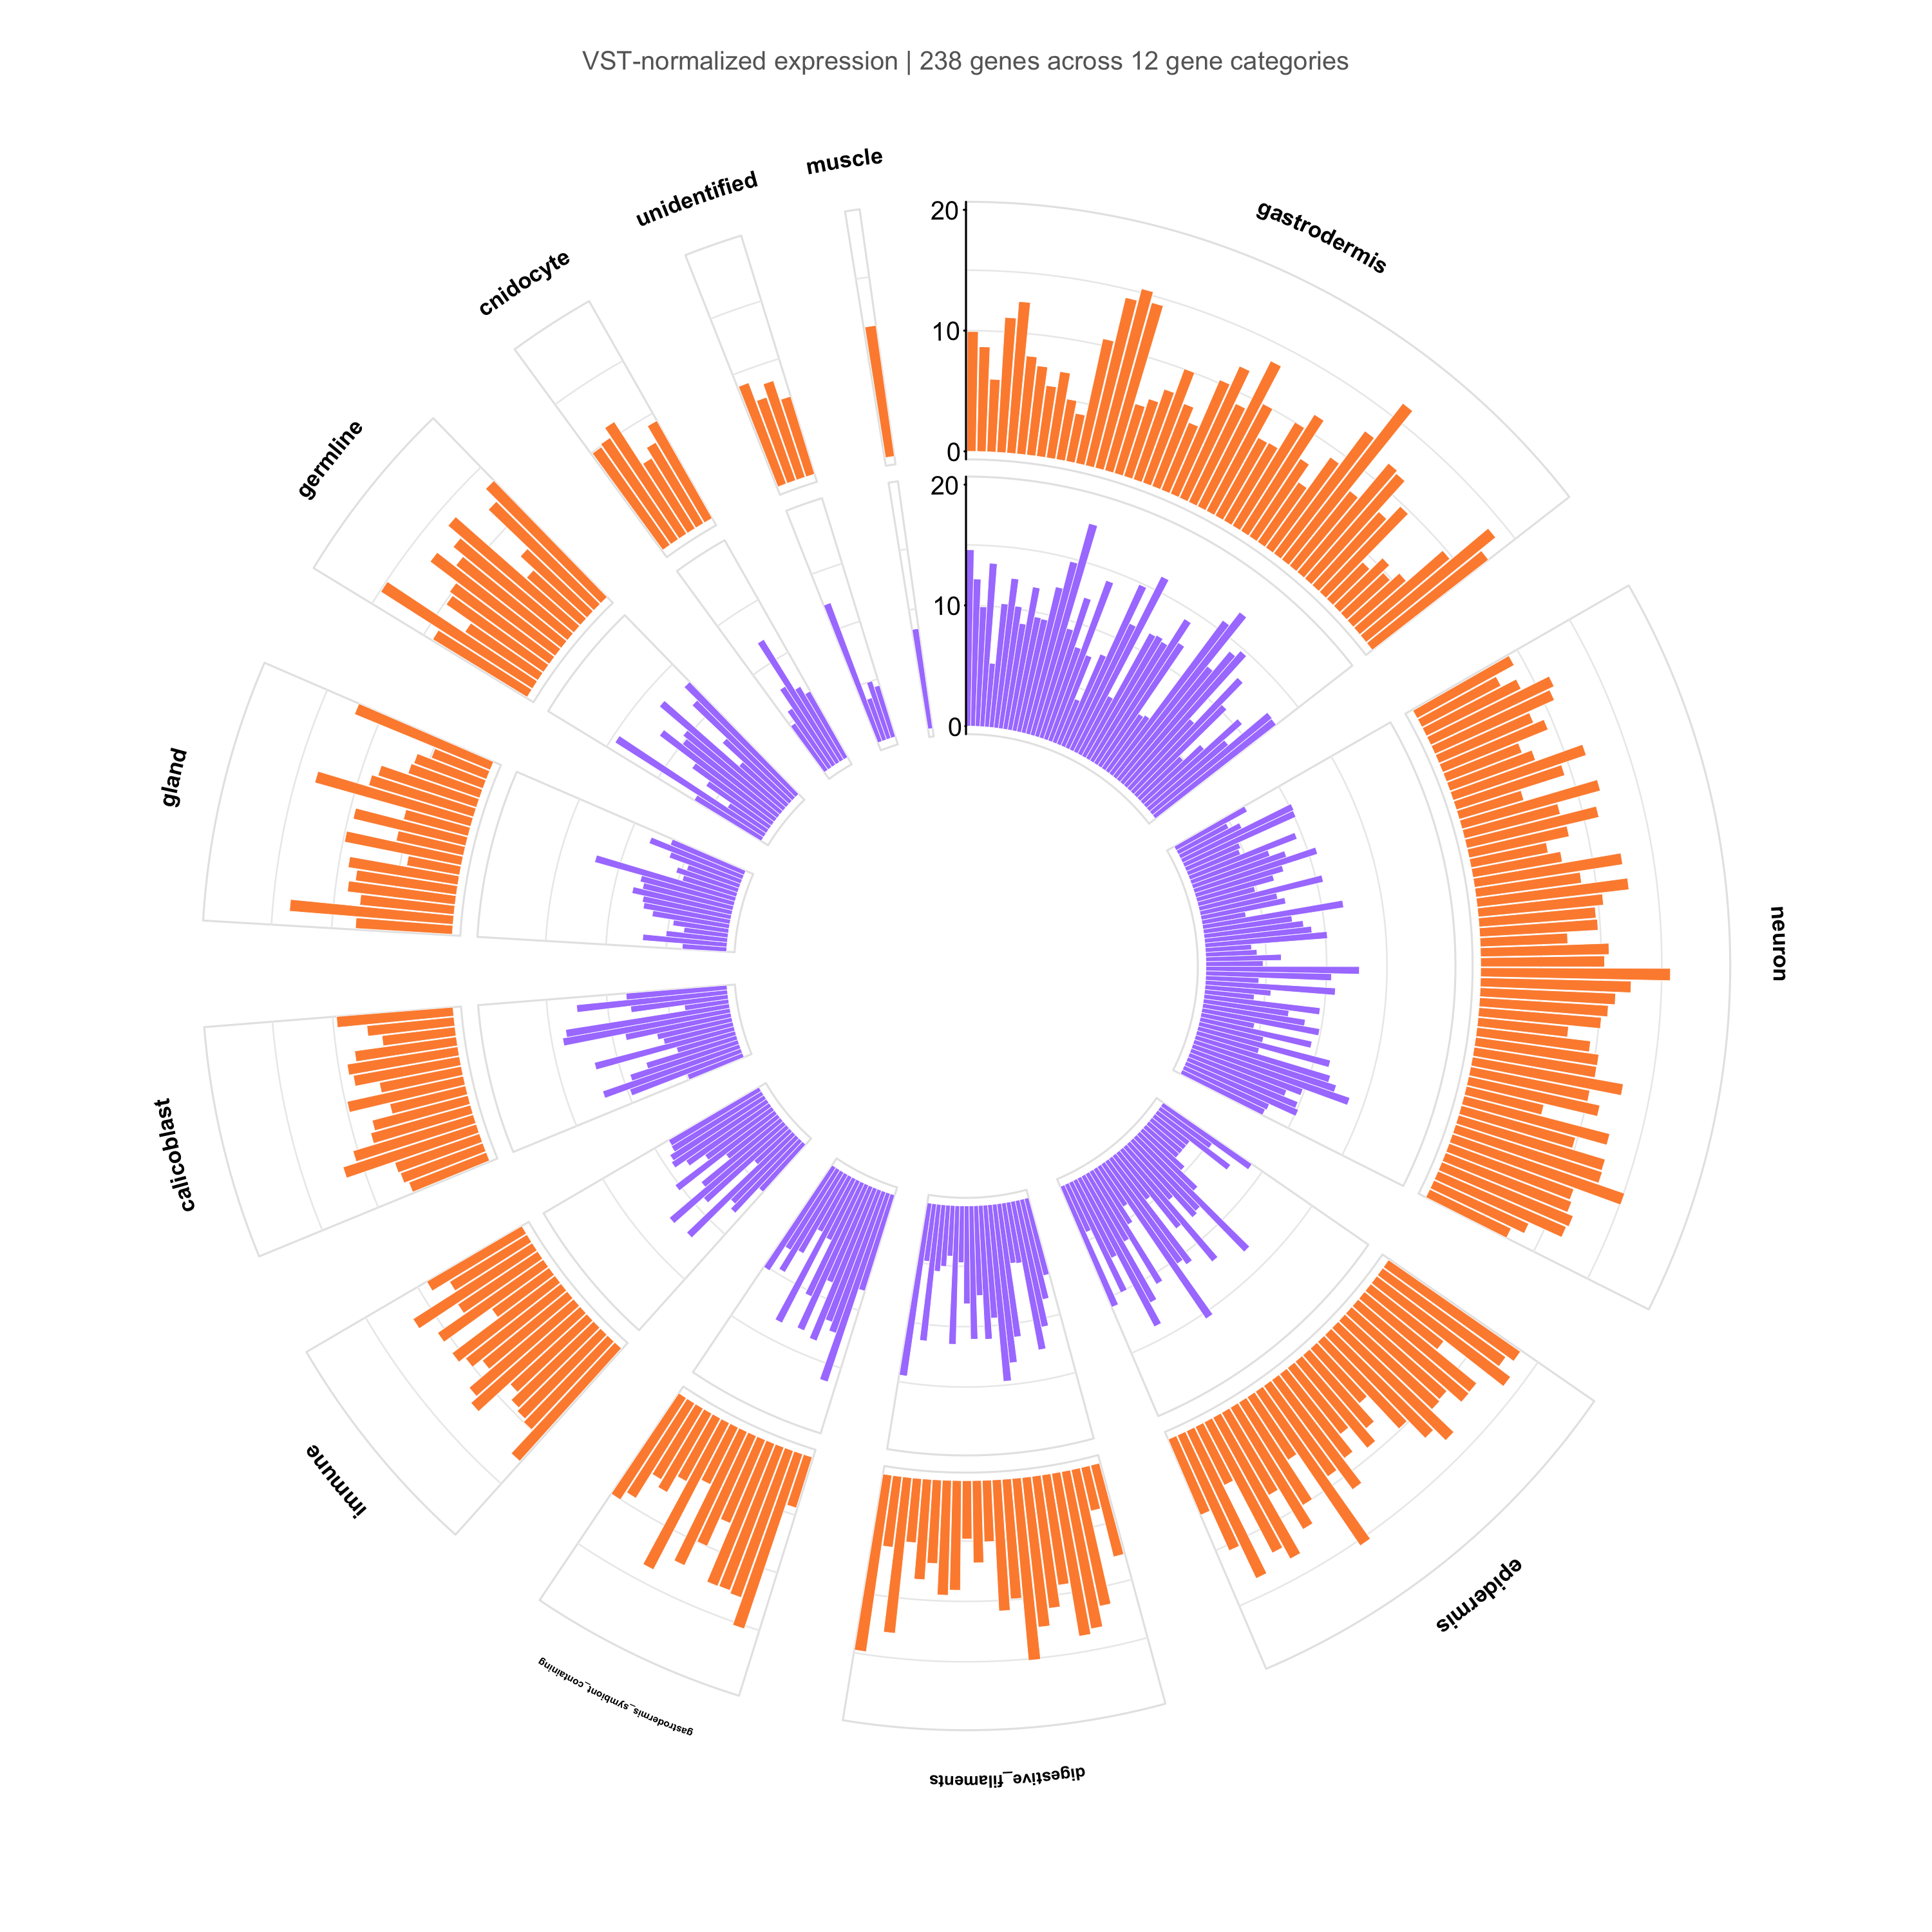 VST-normalized expression | 238 genes across 12 gene categories
muscle
unidentified
cnidocyte
germline
gland
calicoblast
immune
gastrodermis_symbiont_containing
digestive_filaments
epidermis
neuron
gastrodermis
20
10
0
20
10
0